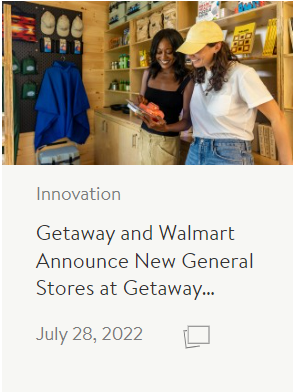 Innovation
Getaway and Walmart
Announce New General
Stores at Getaway...
July 28, 2022